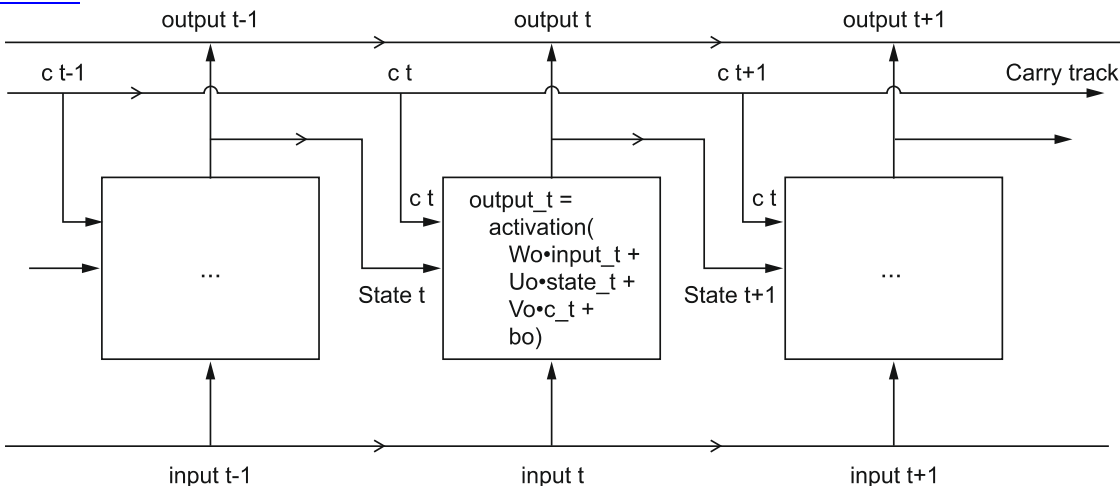 output t-1
output t
output t+1
c t-1
c t
c t+1
Carry track
c t
output_t =
activation(
Wo•input_t +
Uo•state_t +
Vo•c_t +
bo)
c t
...
...
State t
State t+1
input t-1
input t
input t+1